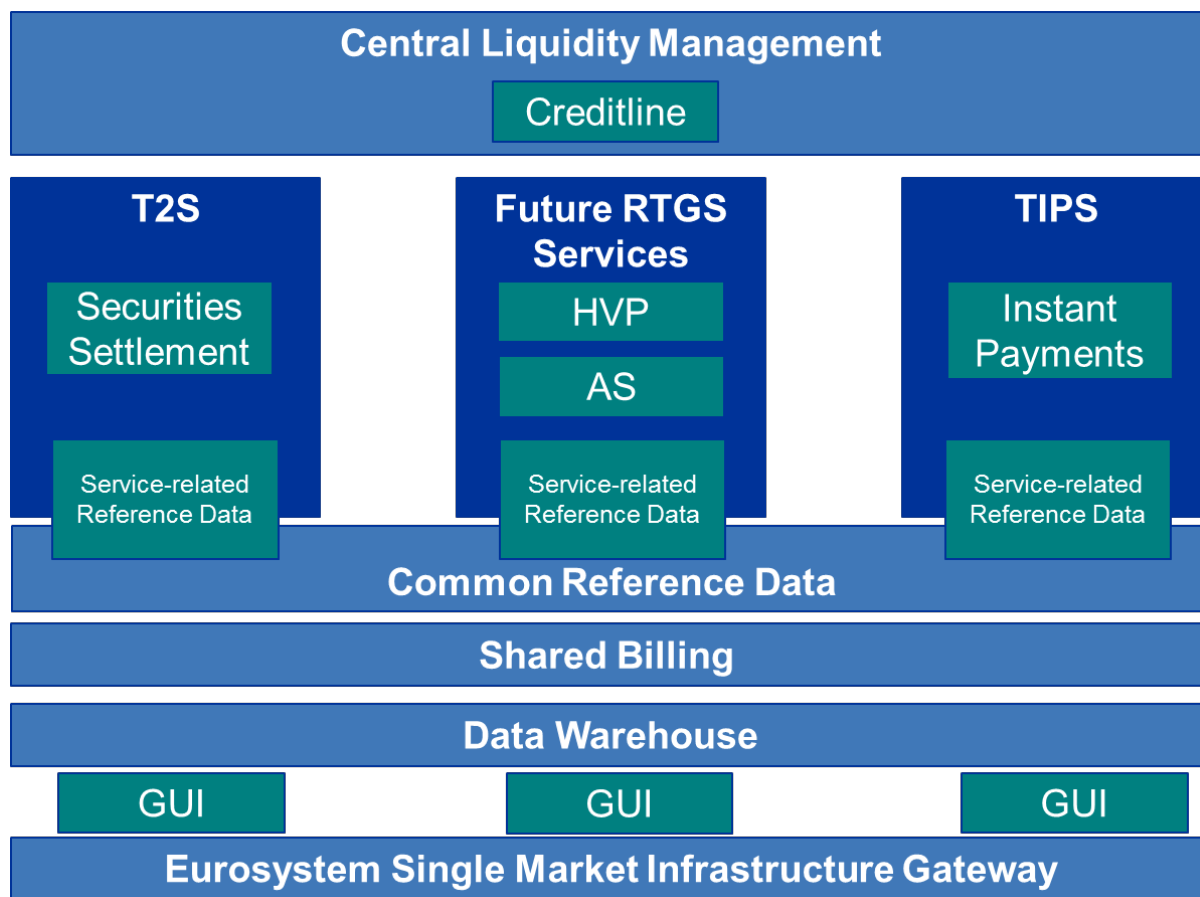 Central Liquidity Management
Creditline
T2S
Securities
Settlement
Service-related
Reference Data
Future RTGS
Services
HVP
AS
Service-related
Reference Data
TIPS
Instant
Payments
Service-related
Reference Data
Common Reference Data
Shared Billing
Data Warehouse
GUI
GUI
GUI
Eurosystem Single Market Infrastructure Gateway